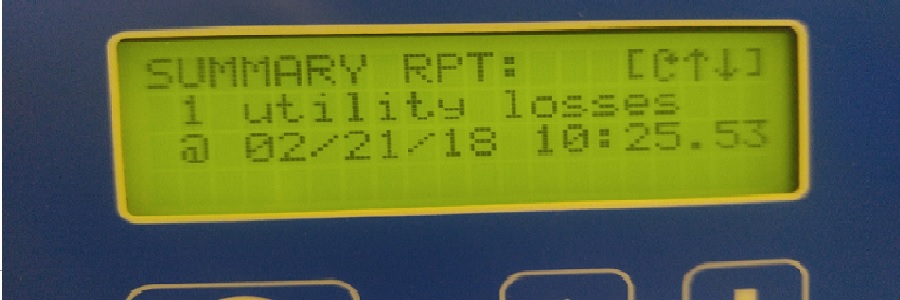 SUMMARY RPT: [C↑↓]
1 utility losses
@ 02/21/18 10:25.53